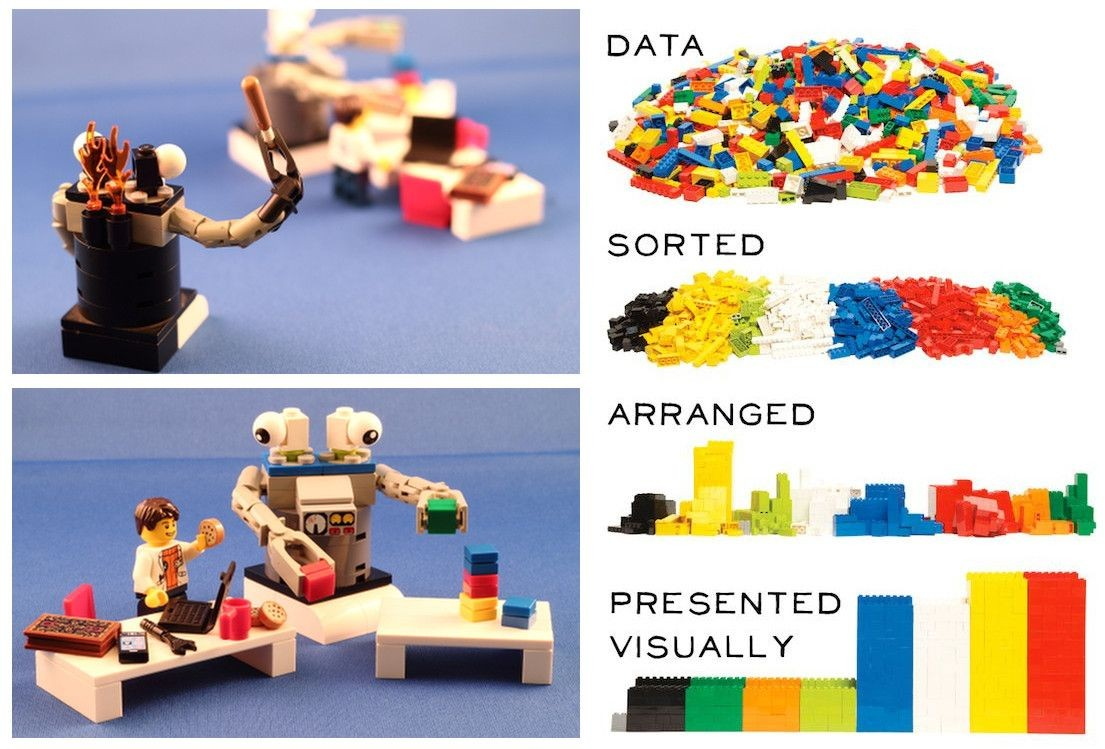 DATA
SORTED
ARRANGED
PRESENTED
VISUALLY